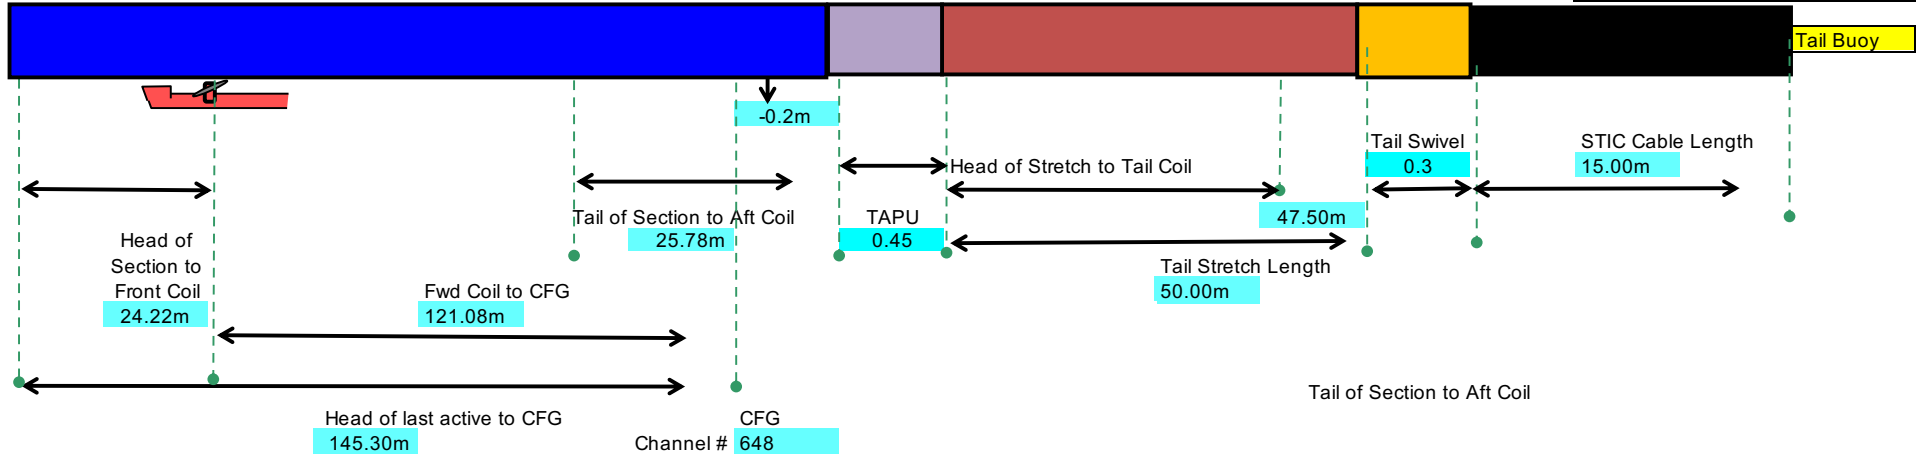 Tail Buoy
-0.2m
Tail Swivel
0.3
STIC Cable Length
15.00m
Head of Stretch to Tail Coil
47.50m
Tail of Section to Aft Coil
25.78m
TAPU
0.45
Head of
Section to
Front Coil
24.22m
Fwd Coil to CFG
121.08m
Tail Stretch Length
50.00m
Tail of Section to Aft Coil
Head of last active to CFG
145.30m
CFG
Channel # 648